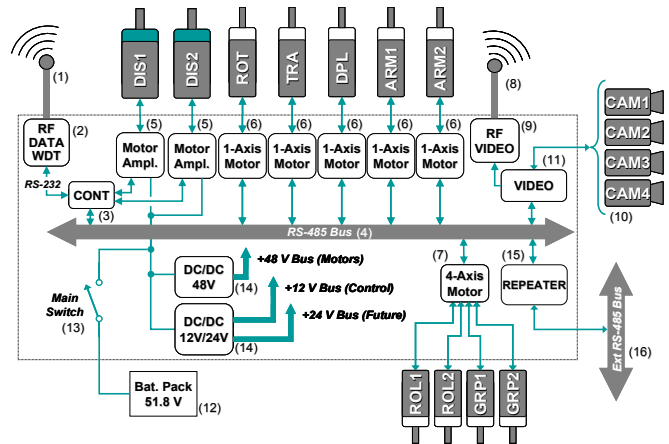 DIS1
DIS2
ROT
TRA
DPL
ARM1
ARM2
(1)
(8)
CAM1
CAM2
CAM3
CAM4
(10)
(2)
RF
DATA
WDT
(5)
Motor
Ampl.
(5)
Motor
Ampl.
(6)
1-Axis
Motor
(6)
1-Axis
Motor
(6)
1-Axis
Motor
(6)
1-Axis
Motor
(6)
1-Axis
Motor
(9)
RF
VIDEO
(11)
VIDEO
RS-232
CONT
(3)
RS-485 Bus (4)
+48 V Bus (Motors)
DC/DC
48V
(14)
+12 V Bus (Control)
DC/DC
12V/24V
(14)
+24 V Bus (Future)
(7)
4-Axis
Motor
(15)
REPEATER
Main
Switch
(13)
Bat. Pack
51.8 V
(12)
ROL1
ROL2
GRP1
GRP2
Ext RS-485 Bus
(16)